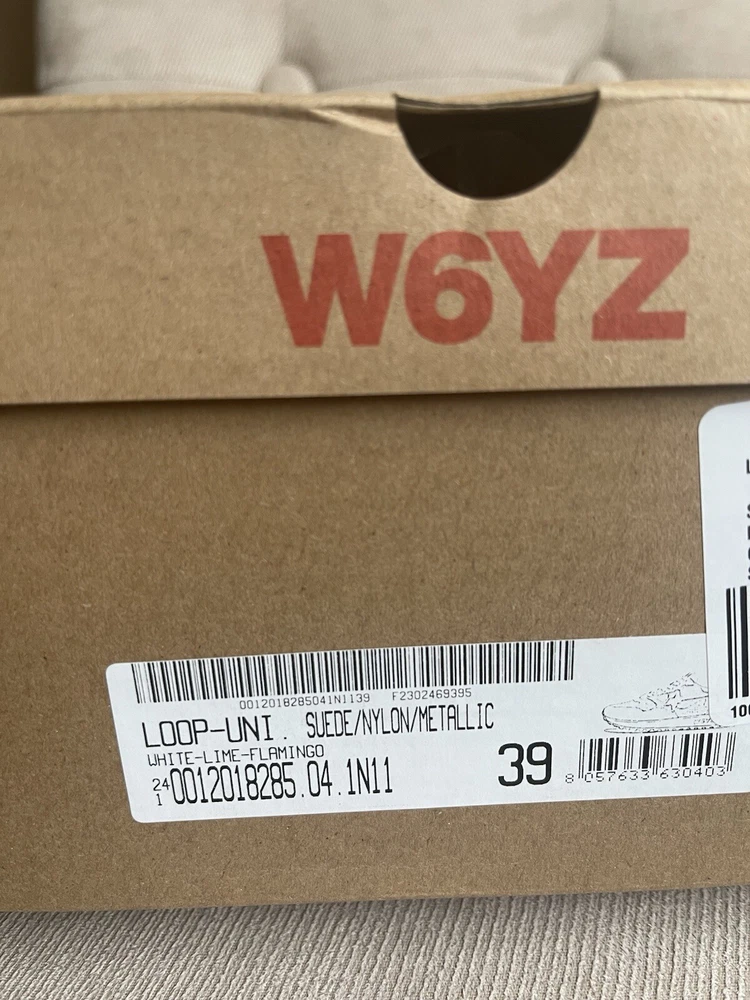 W6YZ
0012018285041N1139 F2302469395
LOOP-UNI. SUEDE/NYLON/METALLIC
WHITE-LIME-FLAMINGO
24 1 0012018285.04.1N11
39
8 057633 630403
100